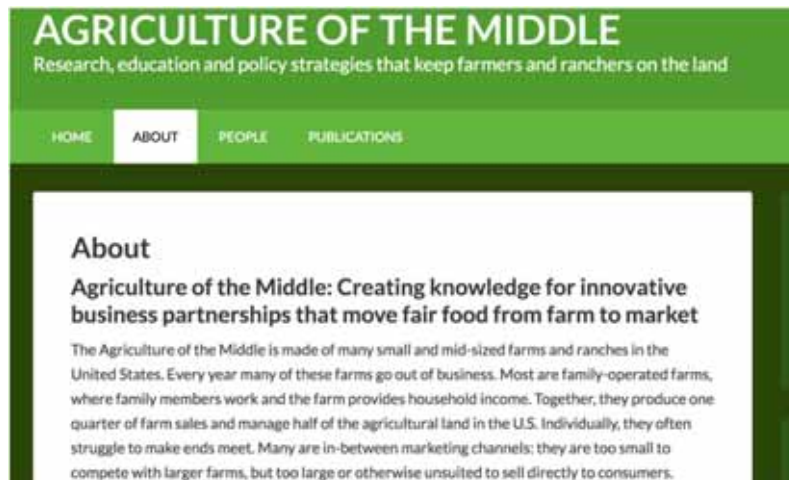 AGRICULTURE OF THE MIDDLE
Research, education and policy strategies that keep farmers and ranchers on the land
HOME ABOUT PEOPLE PUBLICATIONS
About
Agriculture of the Middle: Creating knowledge for innovative
business partnerships that move fair food from farm to market
The Agriculture of the Middle is made of many small and mid-sized farms and ranches in the
United States. Every year many of these farms go out of business. Most are family-operated farms,
where family members work and the farm provides household income. Together, they produce one
quarter of farm sales and manage half of the agricultural land in the U.S. Individually, they often
struggle to make ends meet. Many are in-between marketing channels: they are too small to
compete with larger farms, but too large or otherwise unsuited to sell directly to consumers.